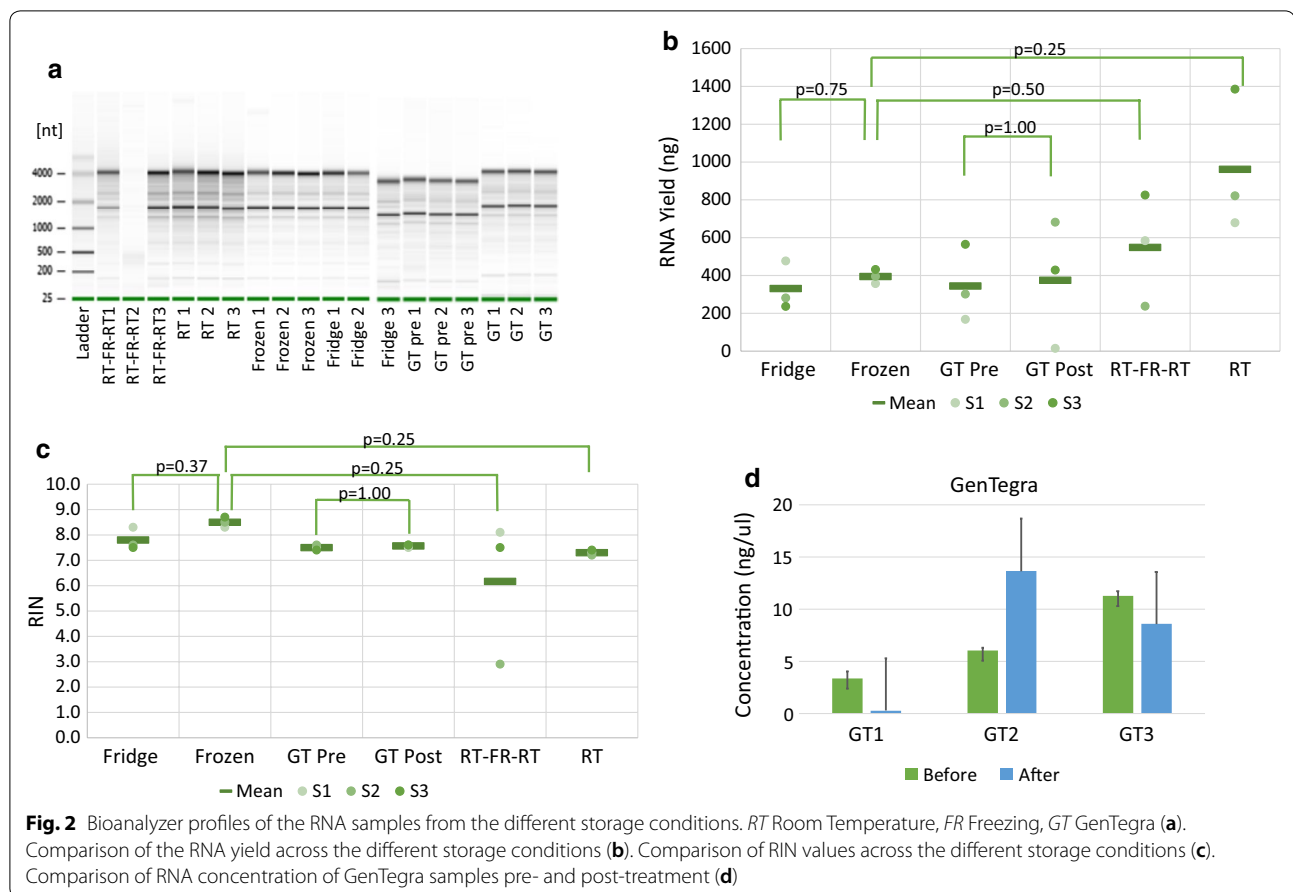 a
[nt]
4000
2000
1000
500
200
25
Ladder
RT-FR-RT1
RT-FR-RT2
RT-FR-RT3
RT 1
RT 2
RT 3
Frozen 1
Frozen 2
Frozen 3
Fridge 1
Fridge 2
Fridge 3
GT pre 1
GT pre 2
GT pre 3
GT 1
GT 2
GT 3
b
RNA Yield (ng)
1600
1400
1200
1000
800
600
400
200
0
p=0.25
p=0.75
p=0.50
p=1.00
Fridge Frozen GT Pre GT Post RT-FR-RT RT
Mean S1 S2 S3
c
RIN
10.0
9.0
8.0
7.0
6.0
5.0
4.0
3.0
2.0
1.0
0.0
p=0.25
p=0.37
p=0.25
p=1.00
Fridge Frozen GT Pre GT Post RT-FR-RT RT
Mean S1 S2 S3
d
GenTegra
Concentration (ng/ul)
20
15
10
5
0
GT1 GT2 GT3
Before After
Fig. 2 Bioanalyzer profiles of the RNA samples from the different storage conditions. RT Room Temperature, FR Freezing, GT GenTegra (a).
Comparison of the RNA yield across the different storage conditions (b). Comparison of RIN values across the different storage conditions (c).
Comparison of RNA concentration of GenTegra samples pre- and post-treatment (d)